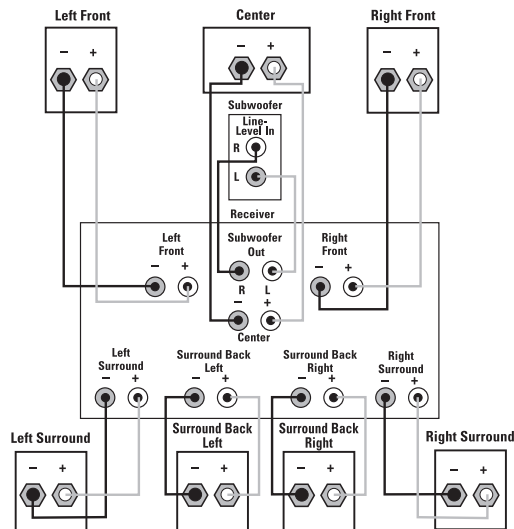 Left Front
Center
Right Front
– +
– +
– +
Subwoofer
Line-
Level In
R
L
Receiver
Left
Front
– +
Subwoofer
Out
R L
Right
Front
– +
– +
Center
Left
Surround
– +
Surround Back
Left
– +
Surround Back
Right
– +
Right
Surround
– +
Left Surround
– +
Surround Back
Left
– +
Surround Back
Right
– +
Right Surround
– +